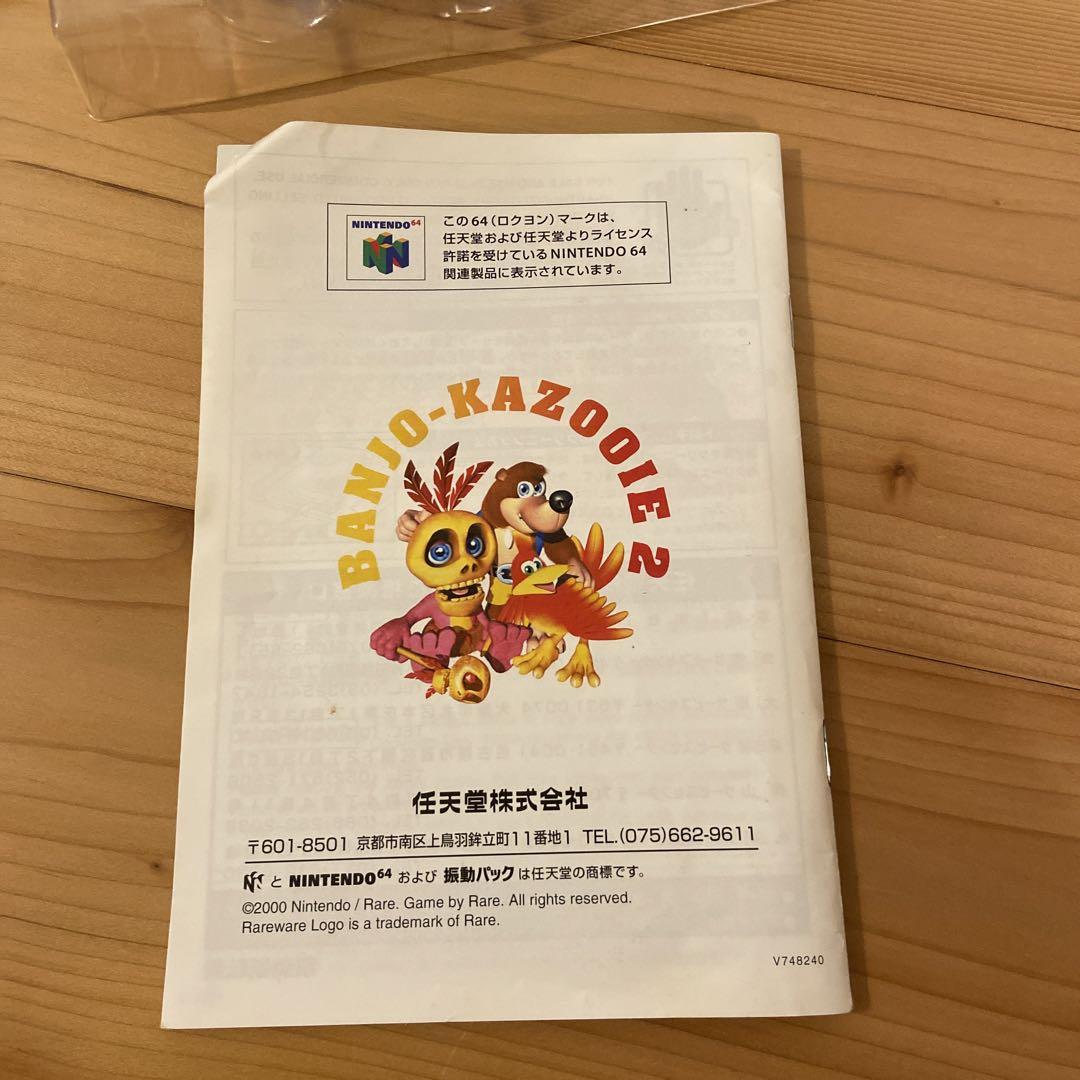 NINTENDO64
この64(ロクヨン)マークは、
任天堂および任天堂よりライセンス
許諾を受けているNINTENDO 64
関連製品に表示されています。
BANJO-KAZOOIE 2
任天堂株式会社
〒601-8501 京都市南区上鳥羽鉾立町11番地1 TEL.(075)662-9611
と NINTENDO64 および 振動パック は任天堂の商標です。
©2000 Nintendo / Rare. Game by Rare. All rights reserved.
Rareware Logo is a trademark of Rare.
V748240